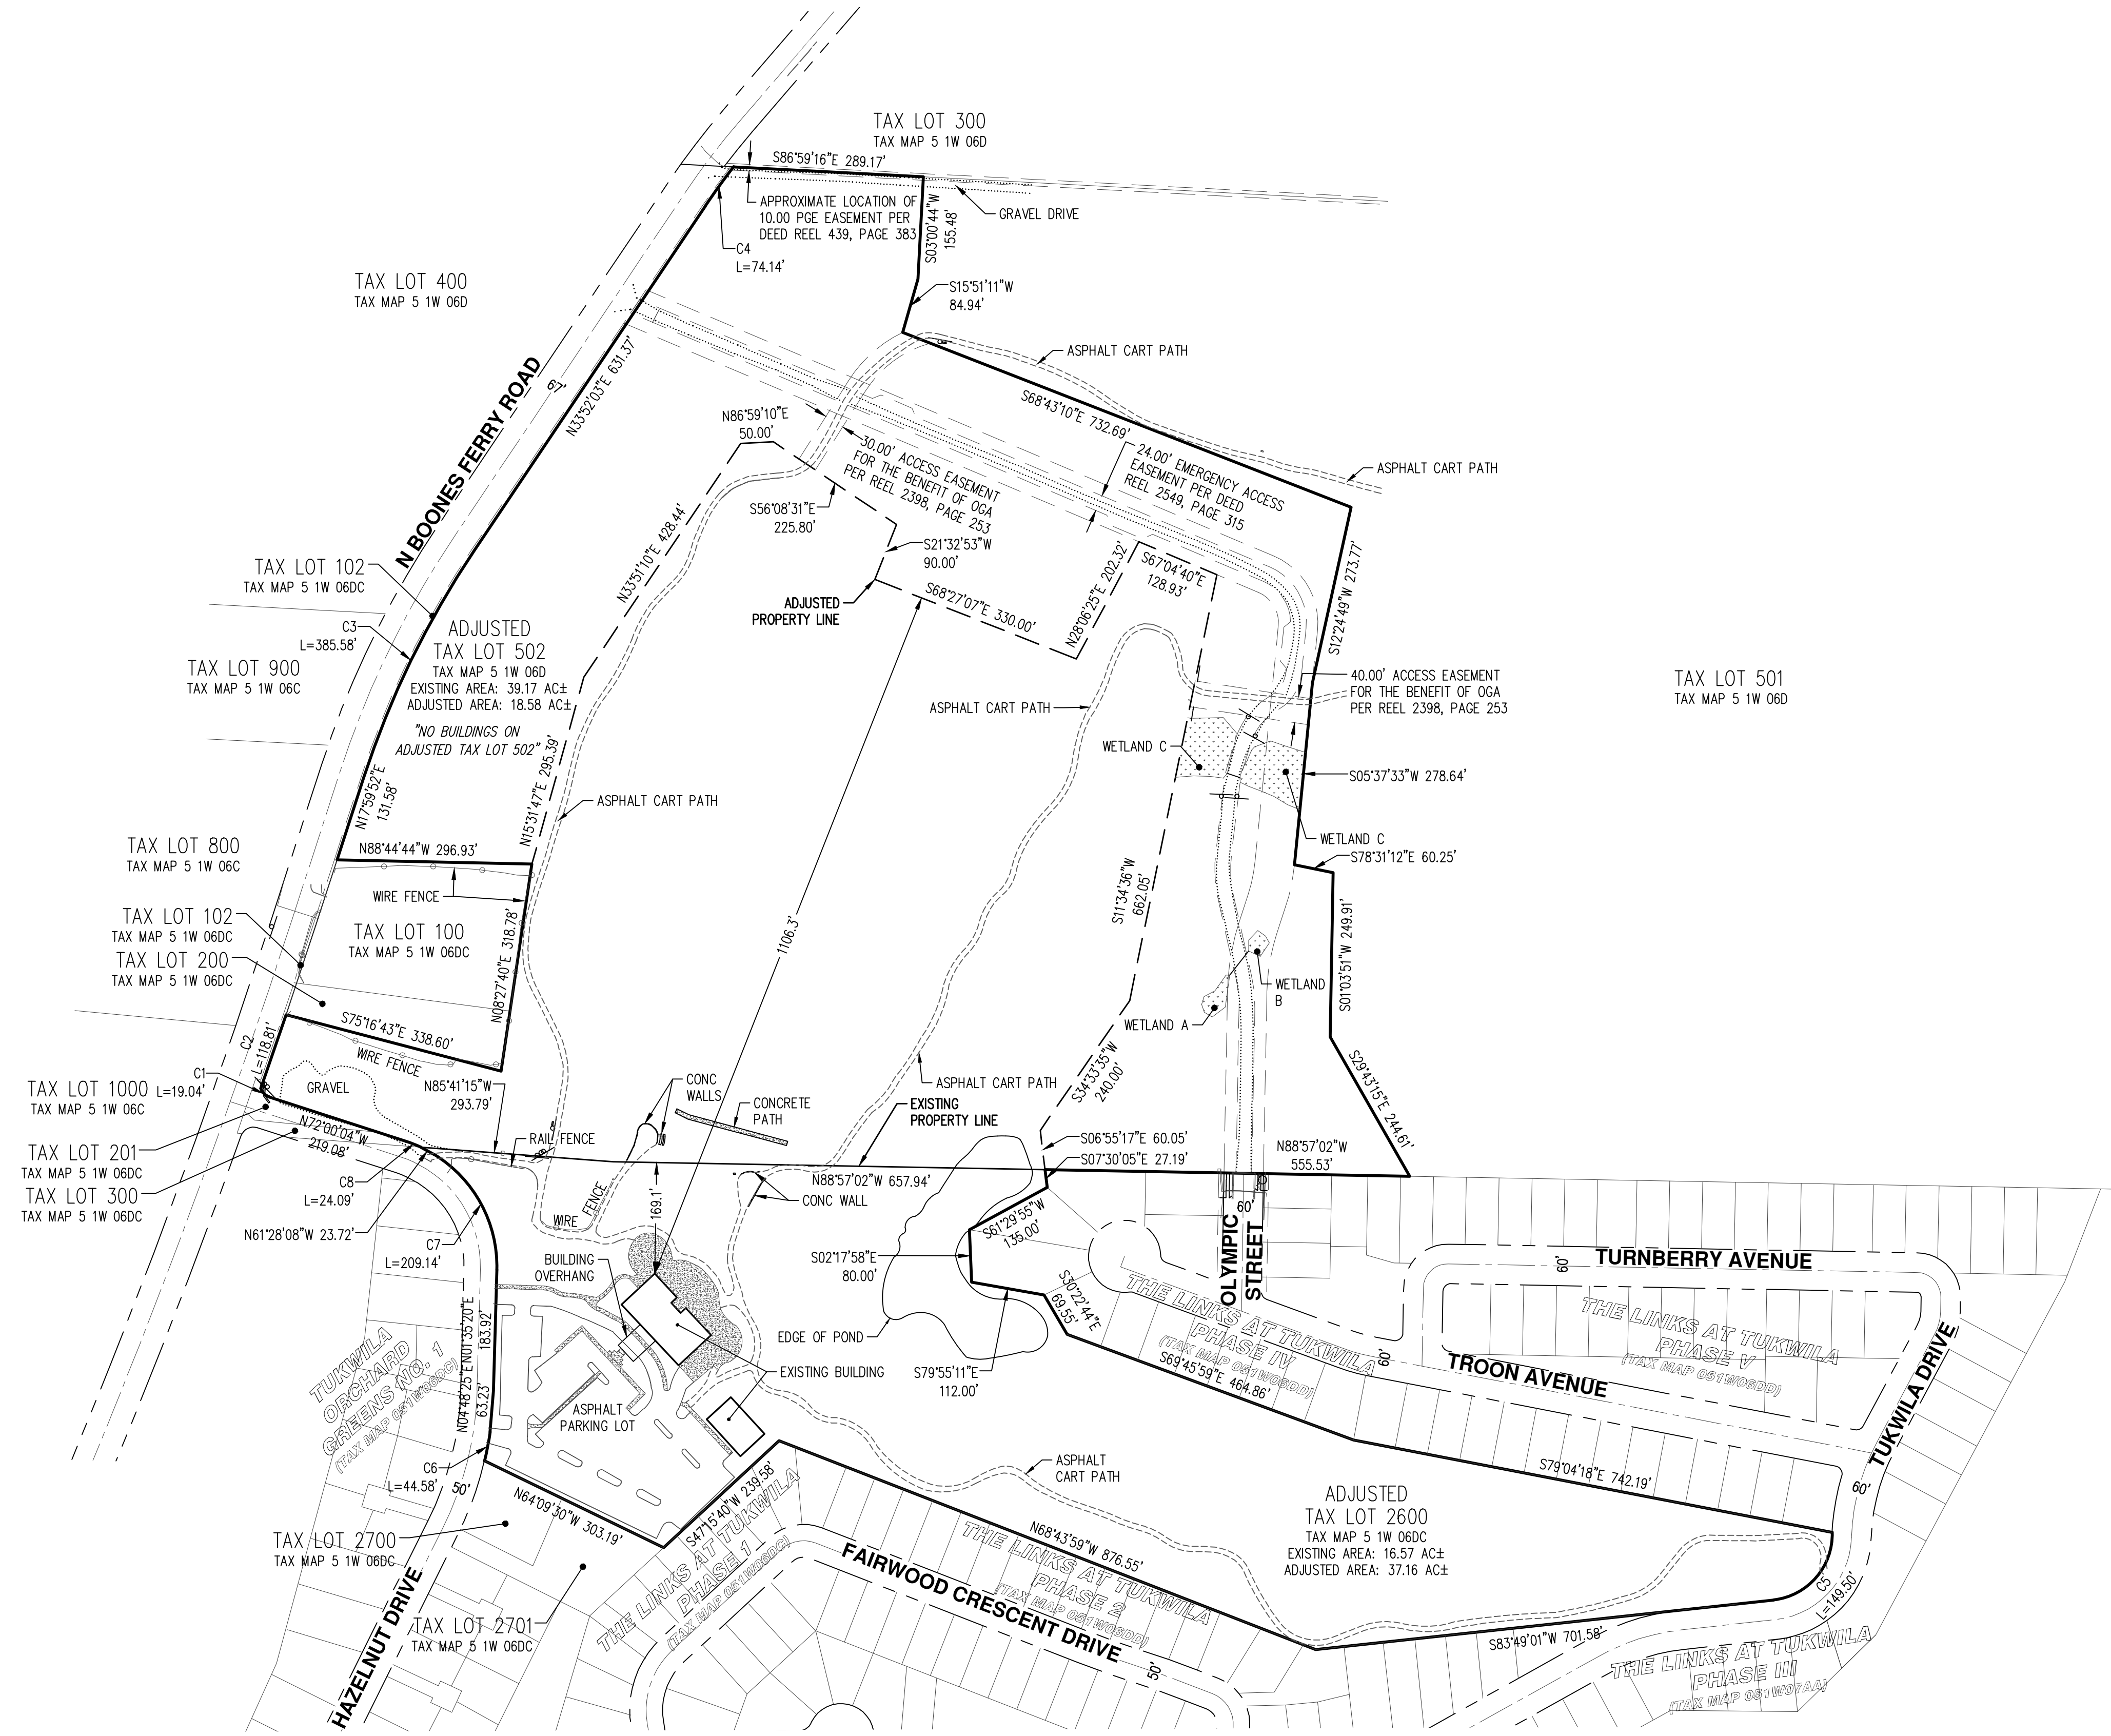 TAX LOT 300
TAX MAP 5 1W 06D
S86°59'16"E 289.17'
APPROXIMATE LOCATION OF
10.00 PGE EASEMENT PER
DEED REEL 439, PAGE 383
GRAVEL DRIVE
S03°00'44"W
155.48'
C4
L=74.14'
TAX LOT 400
TAX MAP 5 1W 06D
S15°51'11"W
84.94'
ASPHALT CART PATH
N BOONES FERRY ROAD
67'
N33°52'03"E 631.37'
S68°43'10"E 732.69'
N86°59'10"E
50.00'
30.00' ACCESS EASEMENT
FOR THE BENEFIT OF OGA
PER REEL 2398, PAGE 253
24.00' EMERGENCY ACCESS
EASEMENT PER DEED
REEL 2549, PAGE 315
ASPHALT CART PATH
S56°08'31"E
225.80'
N33°51'10"E 428.44'
S21°32'53"W
90.00'
TAX LOT 102
TAX MAP 5 1W 06DC
ADJUSTED
PROPERTY LINE
S68°27'07"E 330.00'
N28°06'25"E 202.32'
S67°04'40"E
128.93'
S12°24'49"W 273.77'
C3
L=385.58'
ADJUSTED
TAX LOT 502
TAX MAP 5 1W 06D
EXISTING AREA: 39.17 AC±
ADJUSTED AREA: 18.58 AC±
"NO BUILDINGS ON
ADJUSTED TAX LOT 502"
TAX LOT 900
TAX MAP 5 1W 06C
ASPHALT CART PATH
40.00' ACCESS EASEMENT
FOR THE BENEFIT OF OGA
PER REEL 2398, PAGE 253
TAX LOT 501
TAX MAP 5 1W 06D
WETLAND C
S05°37'33"W 278.64'
N17°59'52"E
131.58'
N15°31'47"E 295.39'
ASPHALT CART PATH
TAX LOT 800
TAX MAP 5 1W 06C
N88°44'44"W 296.93'
WETLAND C
S78°31'12"E 60.25'
WIRE FENCE
S11°34'36"W
662.05'
TAX LOT 102
TAX MAP 5 1W 06DC
TAX LOT 100
TAX MAP 5 1W 06DC
N08°27'40"E 318.78'
1106.3'
S01°03'51"W 249.91'
TAX LOT 200
TAX MAP 5 1W 06DC
WETLAND
B
WETLAND A
S75°16'43"E 338.60'
WIRE FENCE
C2
L=118.81'
C1
L=19.04'
GRAVEL
N85°41'15"W
293.79'
CONC
WALLS
CONCRETE
PATH
ASPHALT CART PATH
EXISTING
PROPERTY LINE
S34°33'35"W
240.00'
S29°43'15"E 244.61'
TAX LOT 1000
TAX MAP 5 1W 06C
N72°00'04"W
219.08'
RAIL FENCE
S06°55'17"E 60.05'
S07°30'05"E 27.19'
N88°57'02"W
555.53'
TAX LOT 201
TAX MAP 5 1W 06DC
TAX LOT 300
TAX MAP 5 1W 06DC
C8
L=24.09'
N61°28'08"W 23.72'
WIRE FENCE
169.1'
N88°57'02"W 657.94'
CONC WALL
C7
L=209.14'
BUILDING
OVERHANG
S61°29'55"W
135.00'
S02°17'58"E
80.00'
OLYMPIC
STREET
60'
60'
TURNBERRY AVENUE
S30°22'44"E
69.55'
EDGE OF POND
S79°55'11"E
112.00'
THE LINKS AT TUKWILA
PHASE IV
(TAX MAP 051W06DD)
THE LINKS AT TUKWILA
PHASE V
(TAX MAP 051W06DD)
TUKWILA DRIVE
60'
TROON AVENUE
S69°45'59"E 464.86'
N01°35'20"E
183.92'
N04°48'25"E
63.23'
EXISTING BUILDING
TUKWILA
ORCHARD
GREENS NO. 1
(TAX MAP 051W06DC)
ASPHALT
PARKING LOT
C6
L=44.58'
50'
ASPHALT
CART PATH
S79°04'18"E 742.19'
60'
N64°09'30"W 303.19'
S47°15'40"W 239.58'
THE LINKS AT TUKWILA
PHASE 1
(TAX MAP 051W06DC)
ADJUSTED
TAX LOT 2600
TAX MAP 5 1W 06DC
EXISTING AREA: 16.57 AC±
ADJUSTED AREA: 37.16 AC±
TAX LOT 2700
TAX MAP 5 1W 06DC
N68°43'59"W 876.55'
THE LINKS AT TUKWILA
PHASE 2
(TAX MAP 051W06DD)
FAIRWOOD CRESCENT DRIVE
50'
C5
L=149.50'
S83°49'01"W 701.58'
THE LINKS AT TUKWILA
PHASE III
(TAX MAP 051W07AA)
HAZELNUT DRIVE
TAX LOT 2701
TAX MAP 5 1W 06DC